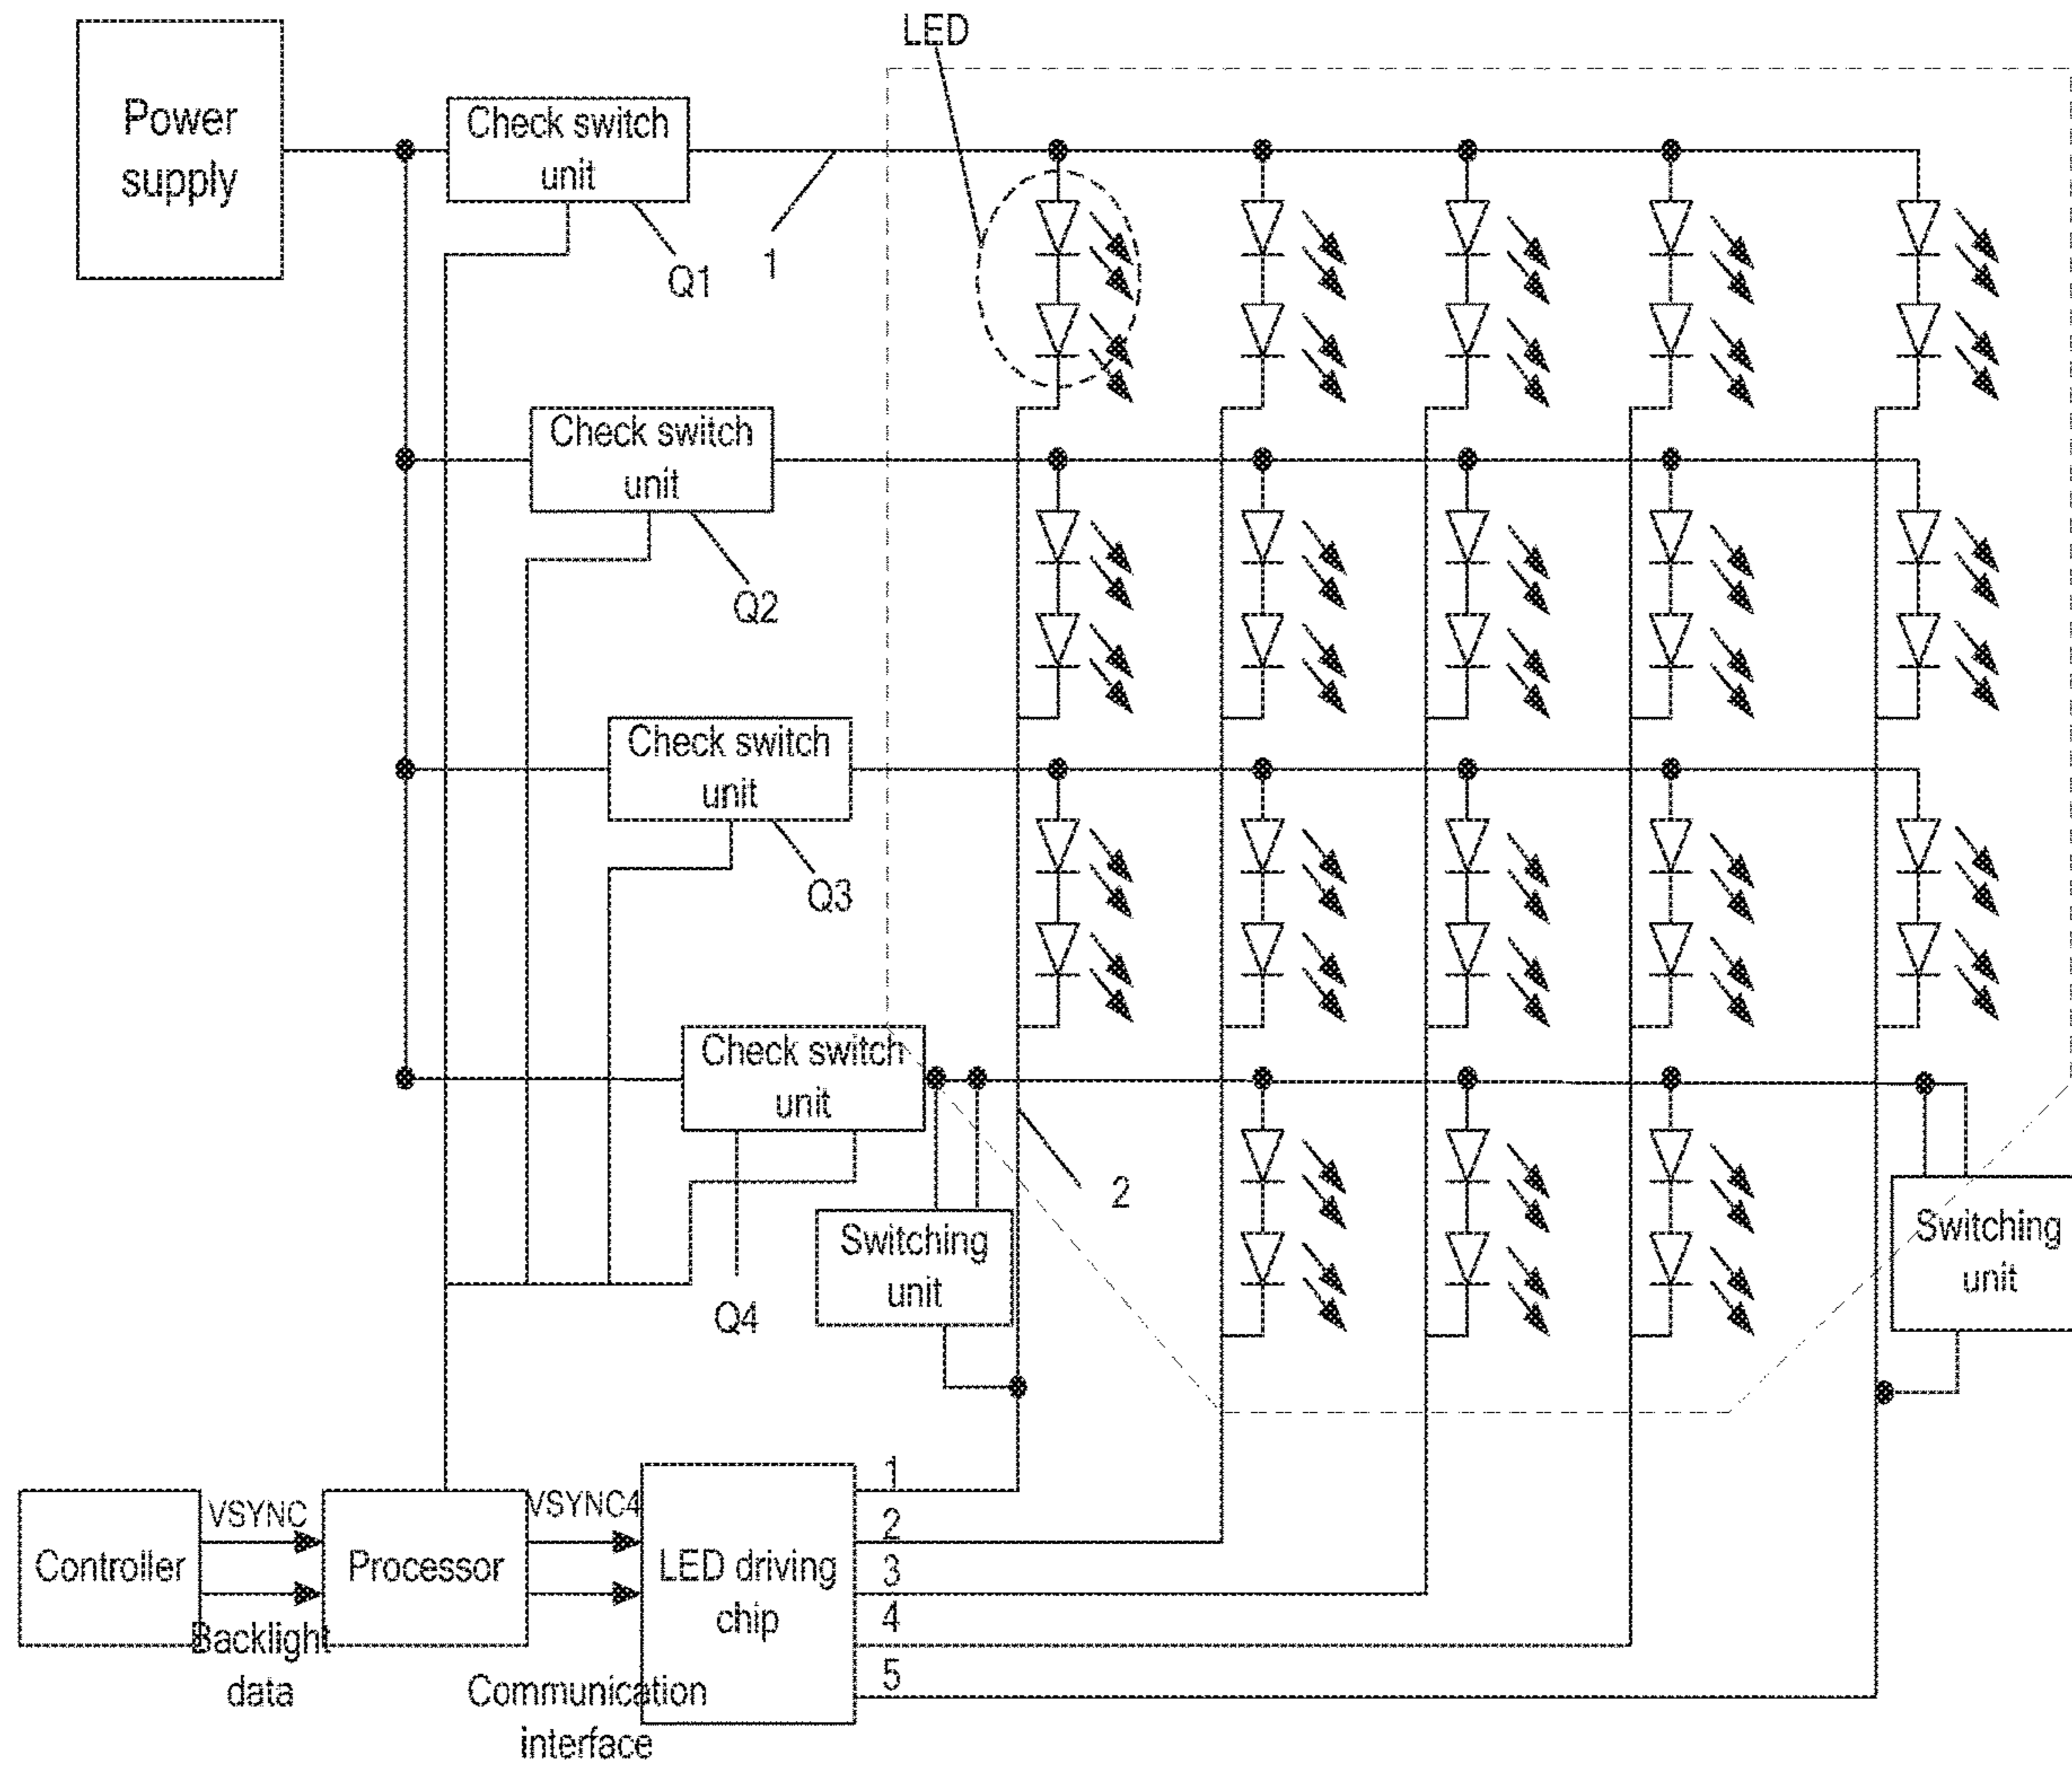 LED
Power
supply
Check switch
unit
Q1
1
Check switch
unit
Q2
Check switch
unit
Q3
Check switch
unit
Q4
2
Switching
unit
Switching
unit
Controller
VSYNC
Backlight
data
Processor
VSYNC4
Communication
interface
LED driving
chip
1
2
3
4
5